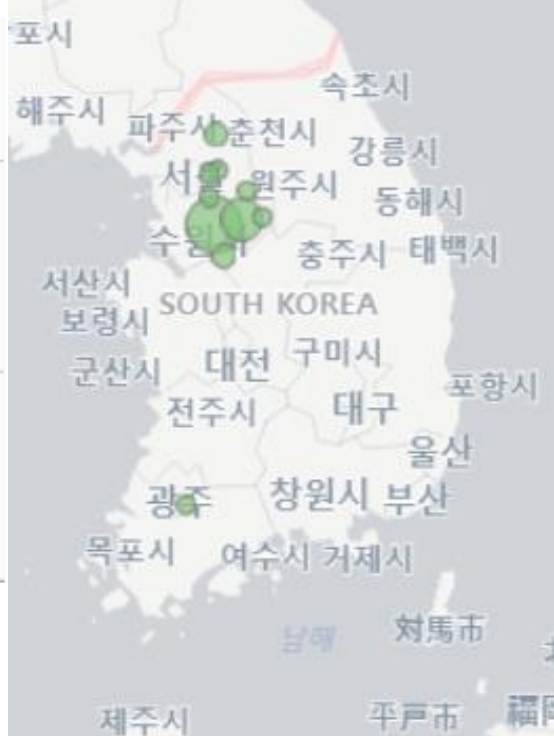 포시
속초시
해주시
파주시
춘천시
강릉시
서울
원주시
동해시
수원시
충주시
태백시
서산시
SOUTH KOREA
보령시
대전
구미시
군산시
포항시
전주시
대구
울산
광주
창원시
부산
목포시
여수시
거제시
남해
対馬市
제주시
平戸市
福岡